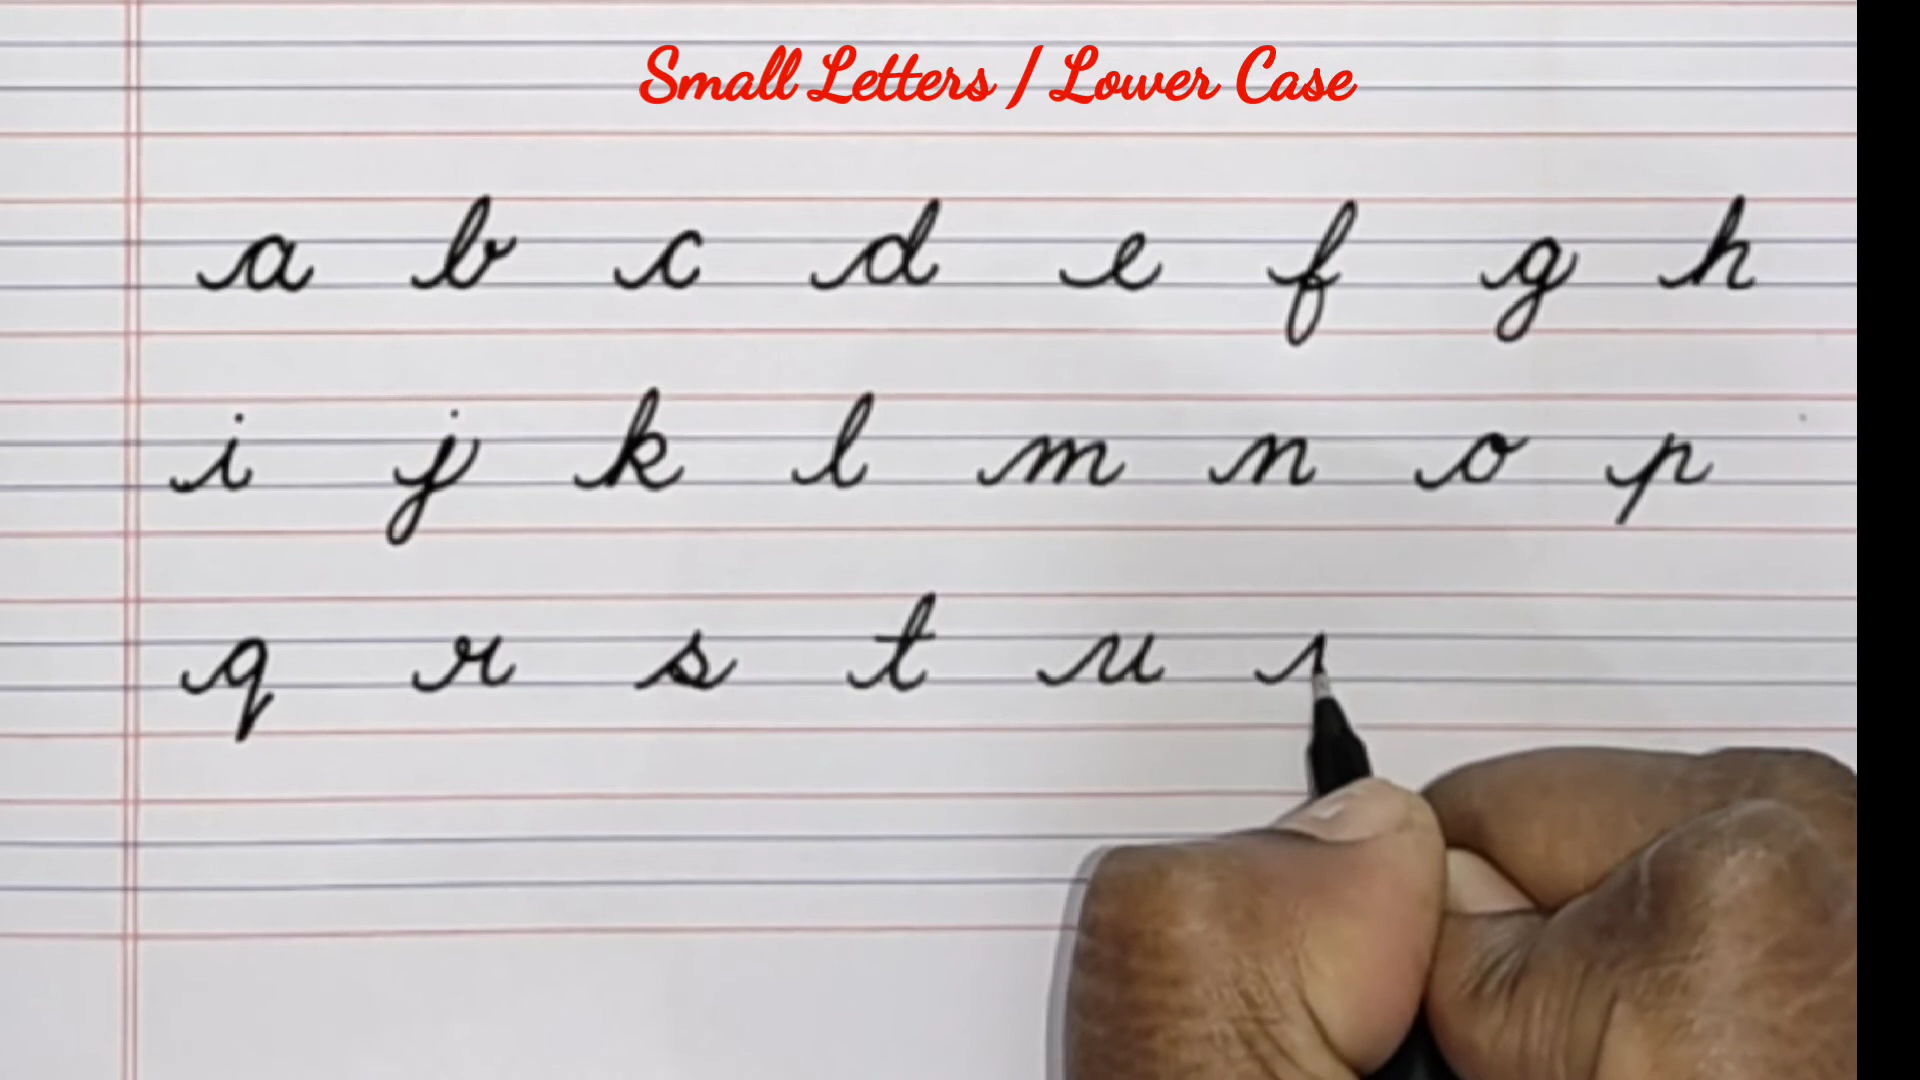 Small Letters / Lower Case
a b c d e f g h
i j k l m n o p
q r s t u